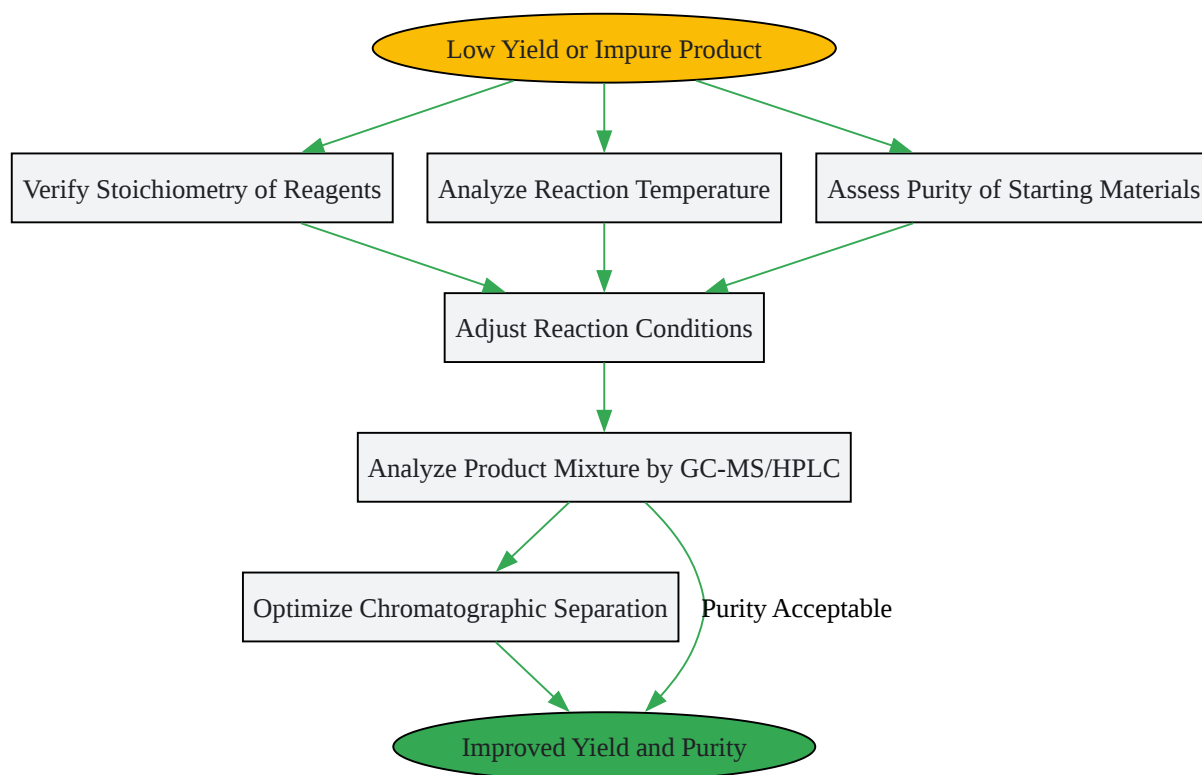 Low Yield or Impure Product
Verify Stoichiometry of Reagents
Analyze Reaction Temperature
Assess Purity of Starting Materials
Adjust Reaction Conditions
Analyze Product Mixture by GC-MS/HPLC
Optimize Chromatographic Separation
Purity Acceptable
Improved Yield and Purity